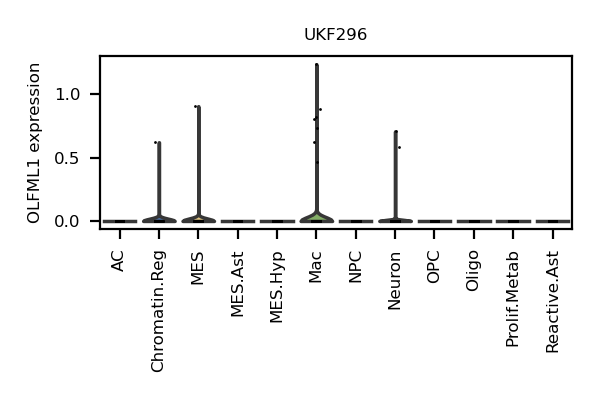 UKF296
OLFML1 expression
1.0
0.5
0.0
AC
Chromatin.Reg
MES
MES.Ast
MES.Hyp
Mac
NPC
Neuron
OPC
Oligo
Prolif.Metab
Reactive.Ast